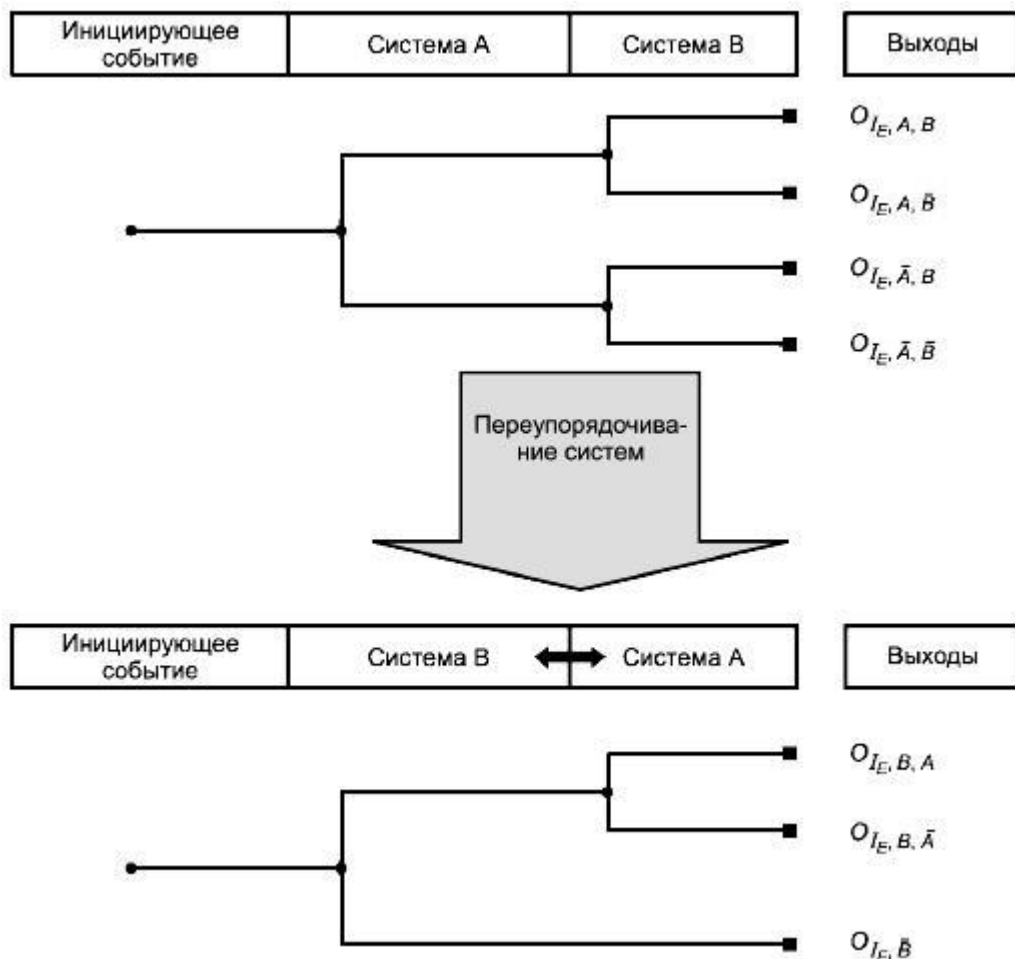 Инициирующее
событие
Система А
Система В
Выходы
O_{I_E, A, B}
O_{I_E, A, B̄}
O_{I_E, Ā, B}
O_{I_E, Ā, B̄}
Переупорядочива-
ние систем
Инициирующее
событие
Система В
Система А
Выходы
O_{I_E, B, A}
O_{I_E, B, Ā}
O_{I_E, B̄}